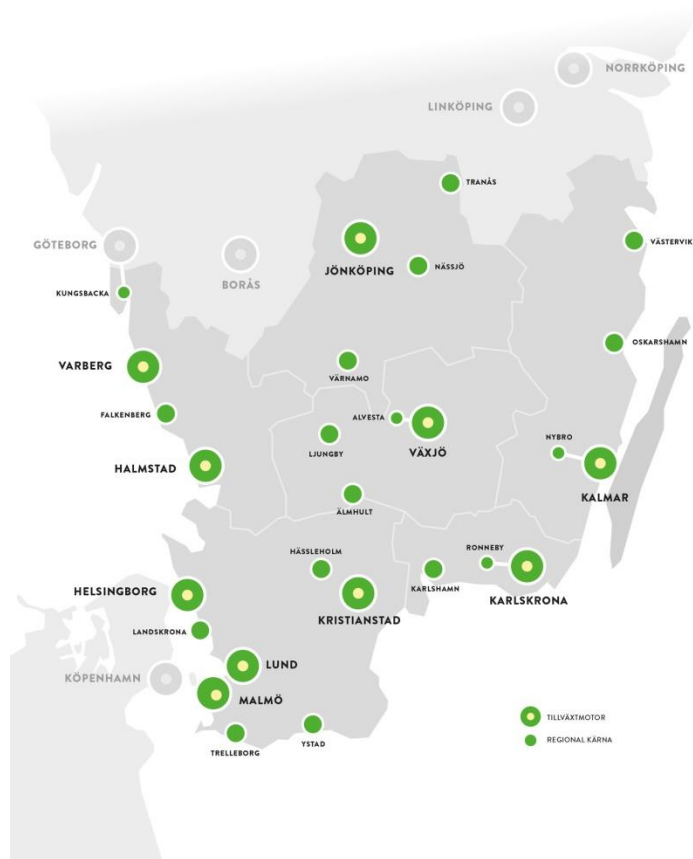 NORRKÖPING
LINKÖPING
TRANÅS
GÖTEBORG
VÄSTERVIK
JÖNKÖPING
NÄSSJÖ
BORÅS
KUNGSBACKA
OSKARSHAMN
VARBERG
VÄRNAMO
FALKENBERG
ALVESTA
LJUNGBY
VÄXJÖ
NYBRO
HALMSTAD
KALMAR
ÄLMHULT
HÄSSLEHOLM
RONNEBY
KARLSHAMN
HELSINGBORG
KARLSKRONA
KRISTIANSTAD
LANDSKRONA
LUND
KÖPENHAMN
MALMÖ
TILLVÄXTMOTOR
REGIONAL KÄRNA
YSTAD
TRELLEBORG